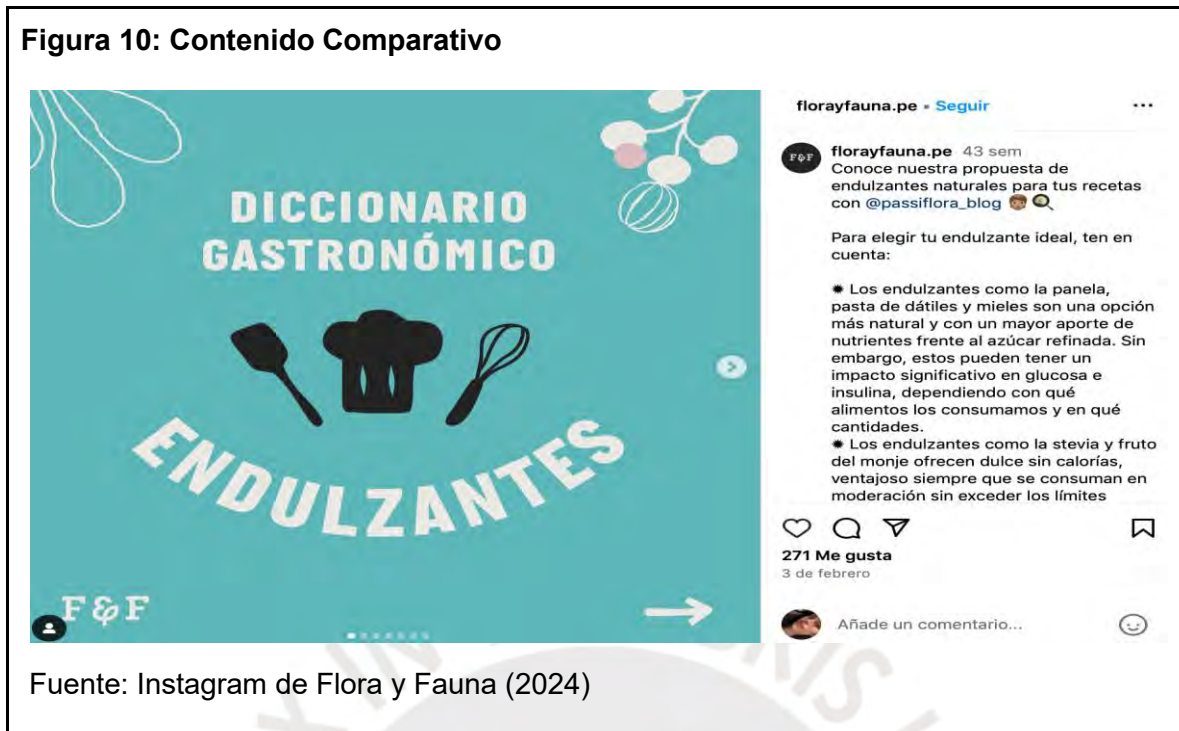 Figura 10: Contenido Comparativo
DICCIONARIO
GASTRONÓMICO
ENDULZANTES
F&F
florayfauna.pe • Seguir
F&F
florayfauna.pe 43 sem
Conoce nuestra propuesta de
endulzantes naturales para tus recetas
con @passiflora_blog
Para elegir tu endulzante ideal, ten en
cuenta:
✹ Los endulzantes como la panela,
pasta de dátiles y mieles son una opción
más natural y con un mayor aporte de
nutrientes frente al azúcar refinada. Sin
embargo, estos pueden tener un
impacto significativo en glucosa e
insulina, dependiendo con qué
alimentos los consumamos y en qué
cantidades.
✹ Los endulzantes como la stevia y fruto
del monje ofrecen dulce sin calorías,
ventajoso siempre que se consuman en
moderación sin exceder los límites
271 Me gusta
3 de febrero
Añade un comentario...
Fuente: Instagram de Flora y Fauna (2024)